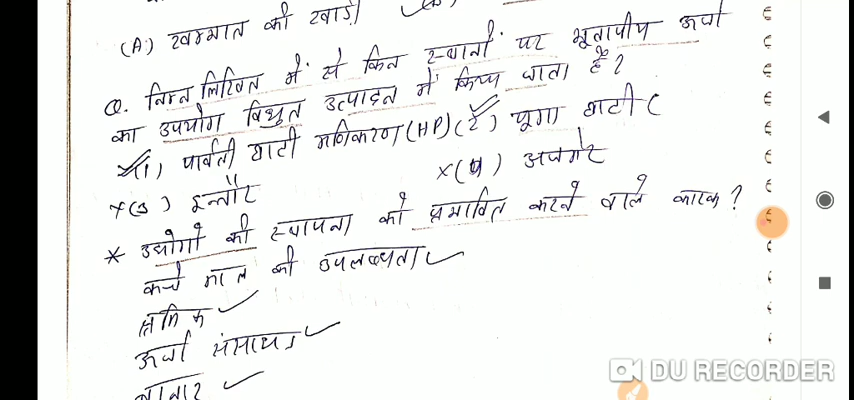 (A) खम्भात की खाड़ी
Q. निम्नलिखित में से किन स्थानों पर भूतापीय ऊर्जा
का उपयोग विधुत उत्पादन में किया जाता है?
(1) पार्वती घाटी मणिकरण (HP) (2) पूगा घाटी (
×(3) इन्दौर ×(4) अजमेर
* उद्योगो की स्थापना को प्रभावित करने वाले कारक?
कच्चे माल की उपलब्धता
श्रमिक
ऊर्जा संसाधन
बाजार
DU RECORDER